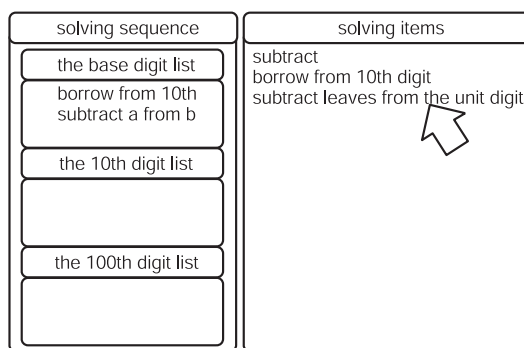 solving sequence
the base digit list
borrow from 10th
subtract a from b
the 10th digit list
the 100th digit list
solving items
subtract
borrow from 10th digit
subtract leaves from the unit digit